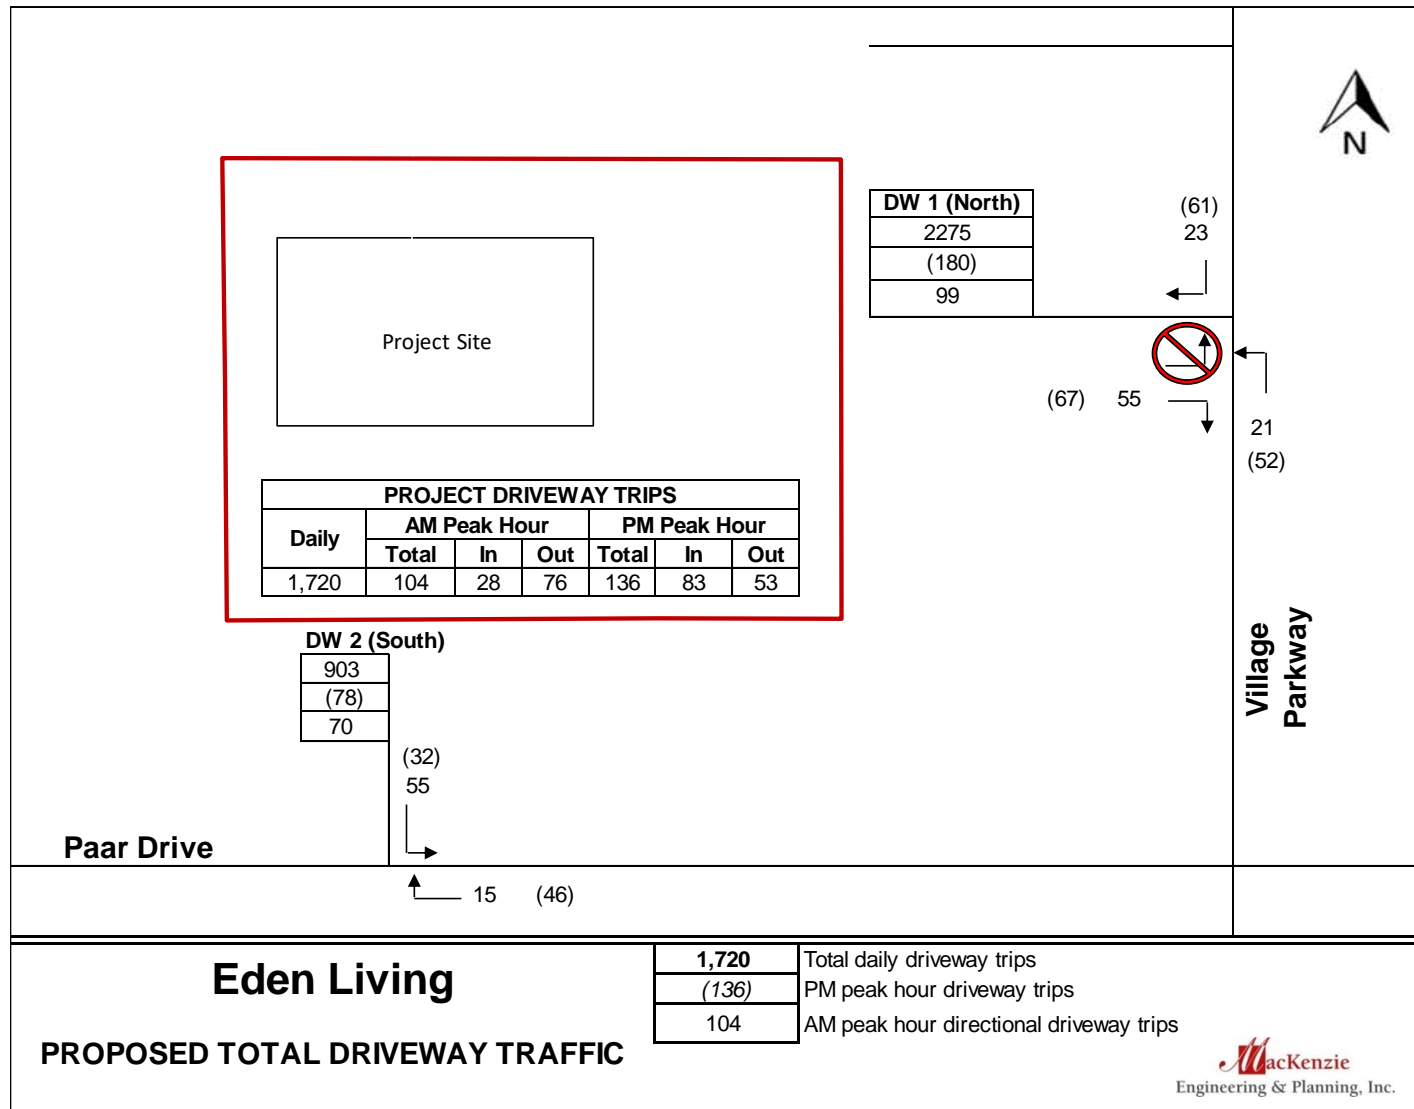 N
DW 1 (North)
2275
(180)
99
(61)
23
Project Site
(67) 55
21
(52)
PROJECT DRIVEWAY TRIPS
Daily AM Peak Hour PM Peak Hour
Total In Out Total In Out
1,720 104 28 76 136 83 53
DW 2 (South)
903
(78)
70
(32)
55
Village
Parkway
Paar Drive
15 (46)
Eden Living
PROPOSED TOTAL DRIVEWAY TRAFFIC
1,720 Total daily driveway trips
(136) PM peak hour driveway trips
104 AM peak hour directional driveway trips
MacKenzie
Engineering & Planning, Inc.